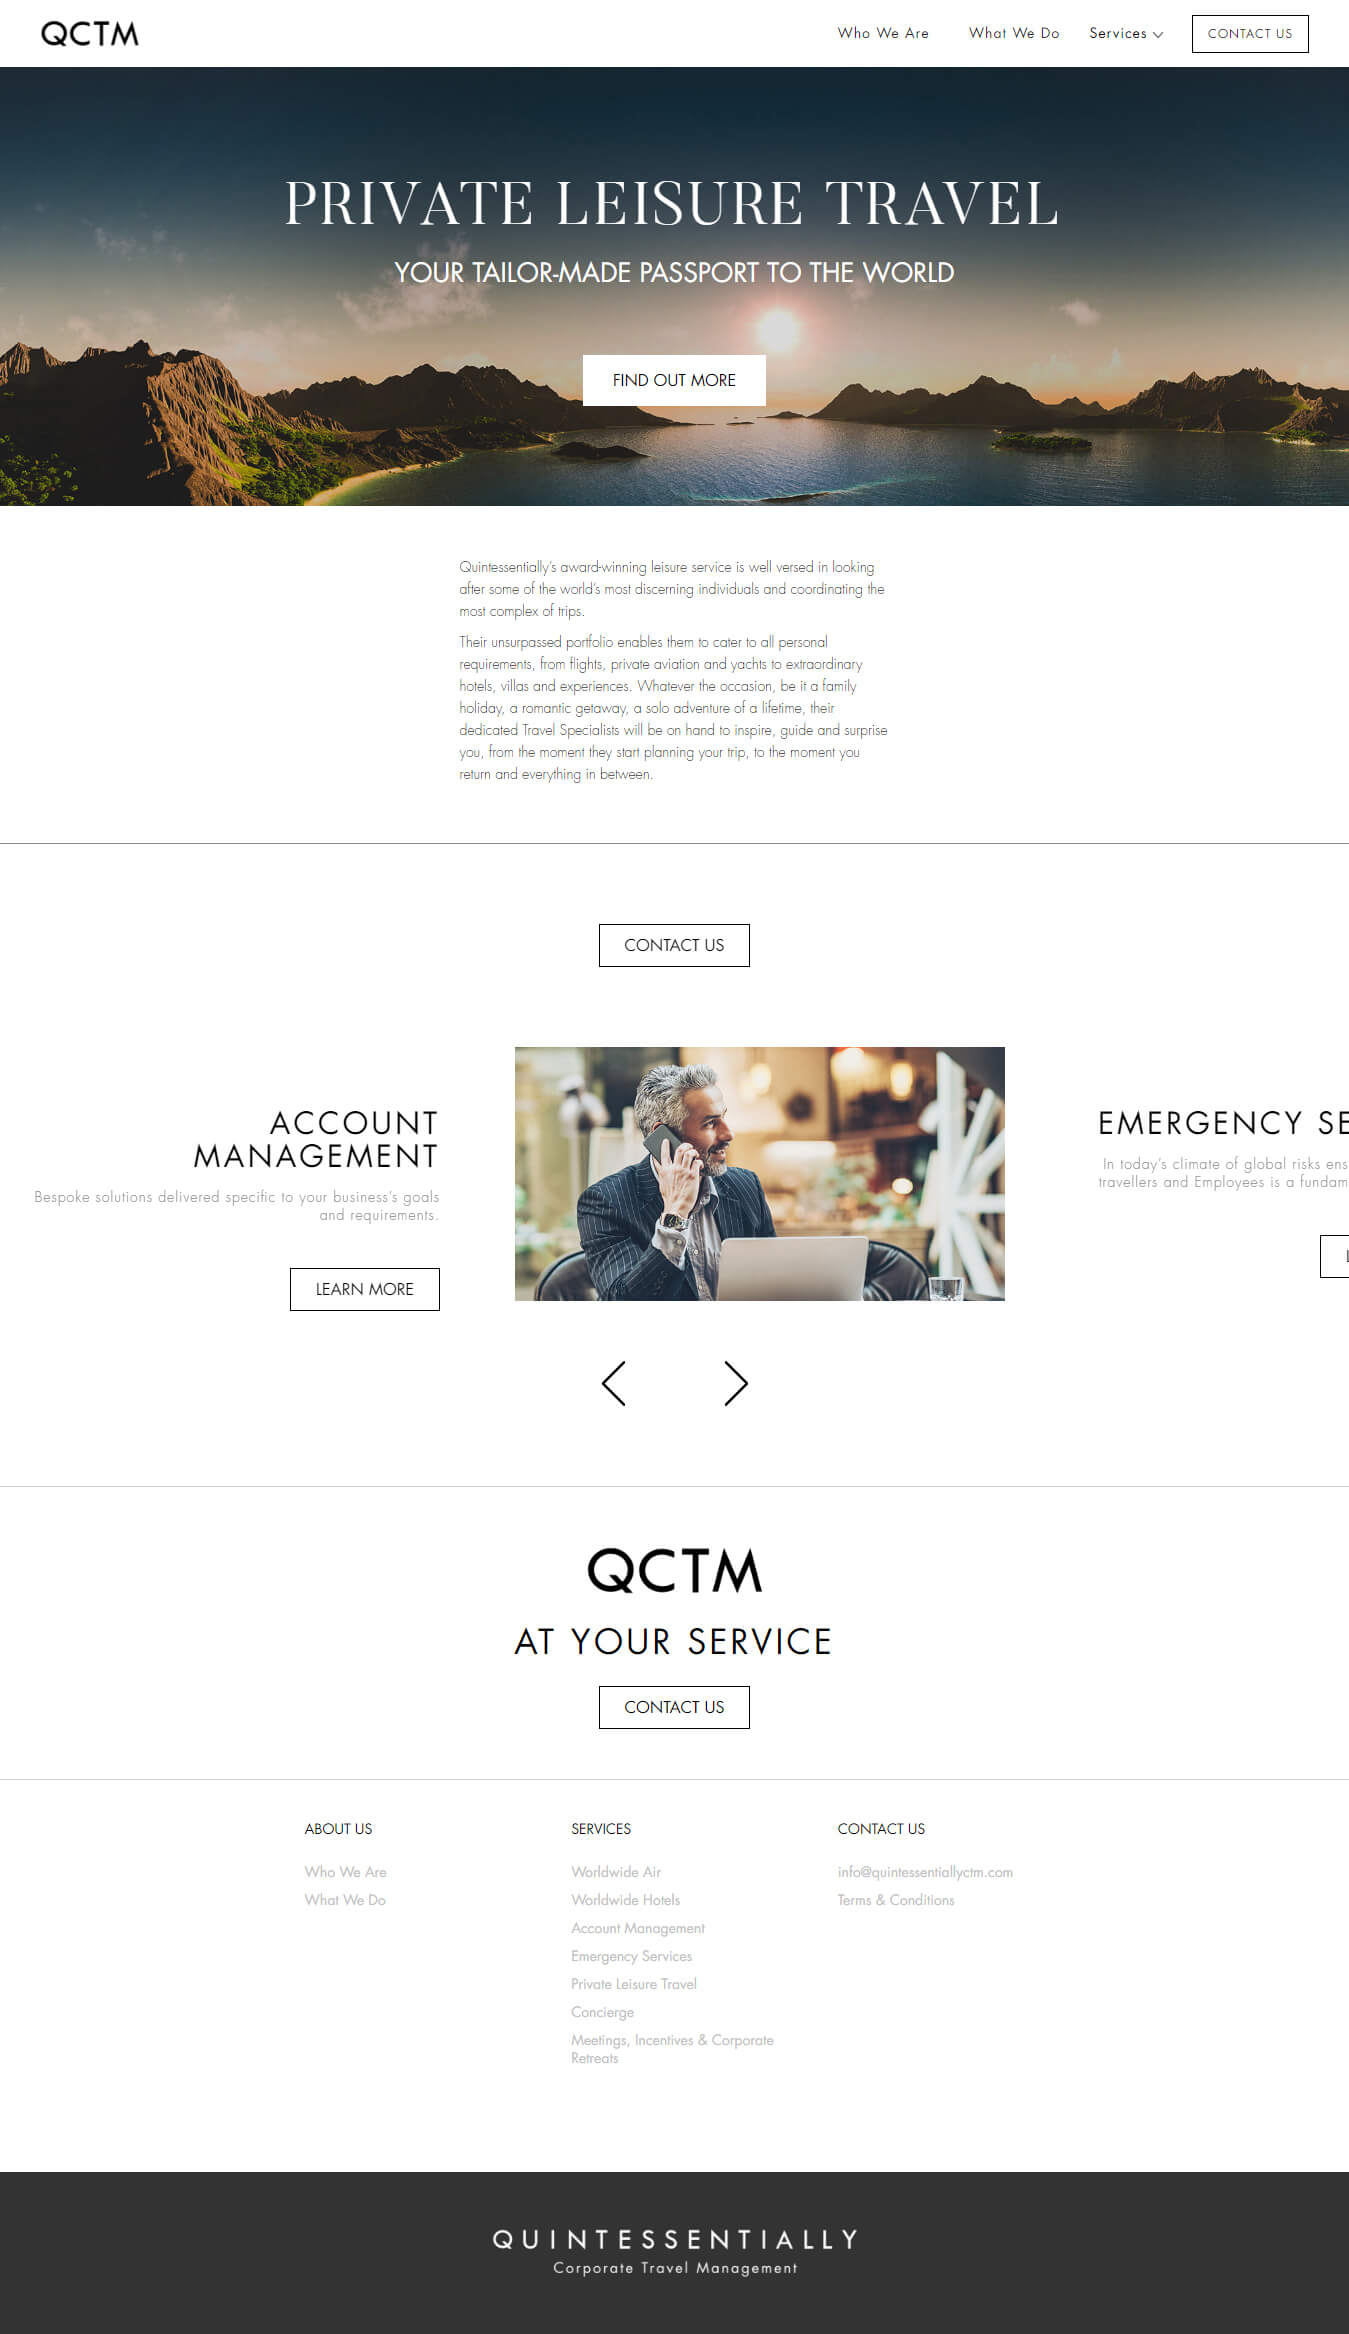 QCTM
Who We Are
What We Do
Services
CONTACT US
PRIVATE LEISURE TRAVEL
YOUR TAILOR-MADE PASSPORT TO THE WORLD
FIND OUT MORE
Quintessentially’s award-winning leisure service is well versed in looking
after some of the world’s most discerning individuals and coordinating the
most complex of trips.
Their unsurpassed portfolio enables them to cater to all personal
requirements, from flights, private aviation and yachts to extraordinary
hotels, villas and experiences. Whatever the occasion, be it a family
holiday, a romantic getaway, a solo adventure of a lifetime, their
dedicated Travel Specialists will be on hand to inspire, guide and surprise
you, from the moment they start planning your trip, to the moment you
return and everything in between.
CONTACT US
ACCOUNT
MANAGEMENT
Bespoke solutions delivered specific to your business’s goals
and requirements.
LEARN MORE
EMERGENCY SE
In today’s climate of global risks ens
travellers and Employees is a fundam
QCTM
AT YOUR SERVICE
CONTACT US
ABOUT US
Who We Are
What We Do
SERVICES
Worldwide Air
Worldwide Hotels
Account Management
Emergency Services
Private Leisure Travel
Concierge
Meetings, Incentives & Corporate
Retreats
CONTACT US
info@quintessentiallyctm.com
Terms & Conditions
QUINTESSENTIALLY
Corporate Travel Management